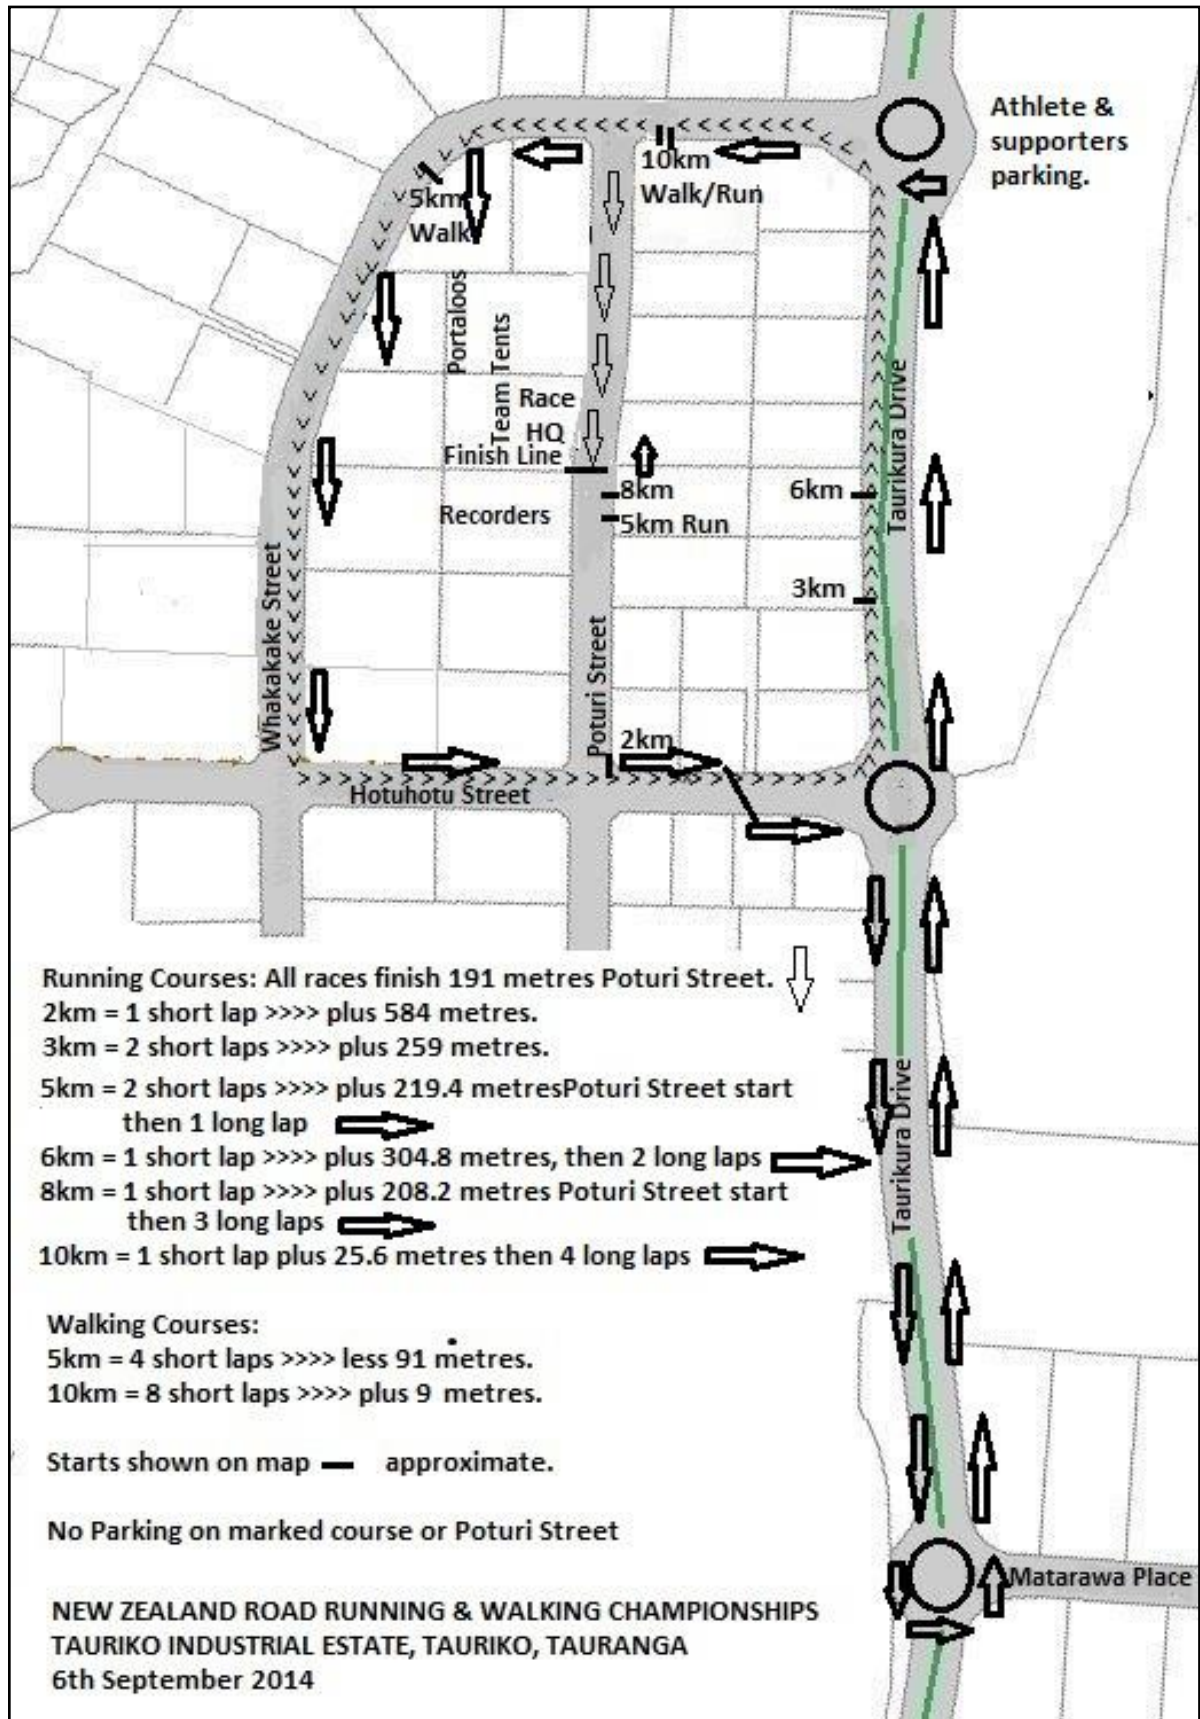 Athlete &
supporters
parking.
10km
Walk/Run
5km
Walk
Portaloos
Team Tents
Race
HQ
Finish Line
8km
5km Run
Recorders
6km
3km
Taurikura Drive
Whakakake Street
Poturi Street
2km
Hotuhotu Street
Running Courses: All races finish 191 metres Poturi Street.
2km = 1 short lap >>>> plus 584 metres.
3km = 2 short laps >>>> plus 259 metres.
5km = 2 short laps >>>> plus 219.4 metresPoturi Street start
then 1 long lap
6km = 1 short lap >>>> plus 304.8 metres, then 2 long laps
8km = 1 short lap >>>> plus 208.2 metres Poturi Street start
then 3 long laps
10km = 1 short lap plus 25.6 metres then 4 long laps
Taurikura Drive
Walking Courses:
5km = 4 short laps >>>> less 91 metres.
10km = 8 short laps >>>> plus 9 metres.
Starts shown on map — approximate.
No Parking on marked course or Poturi Street
Matarawa Place
NEW ZEALAND ROAD RUNNING & WALKING CHAMPIONSHIPS
TAURIKO INDUSTRIAL ESTATE, TAURIKO, TAURANGA
6th September 2014